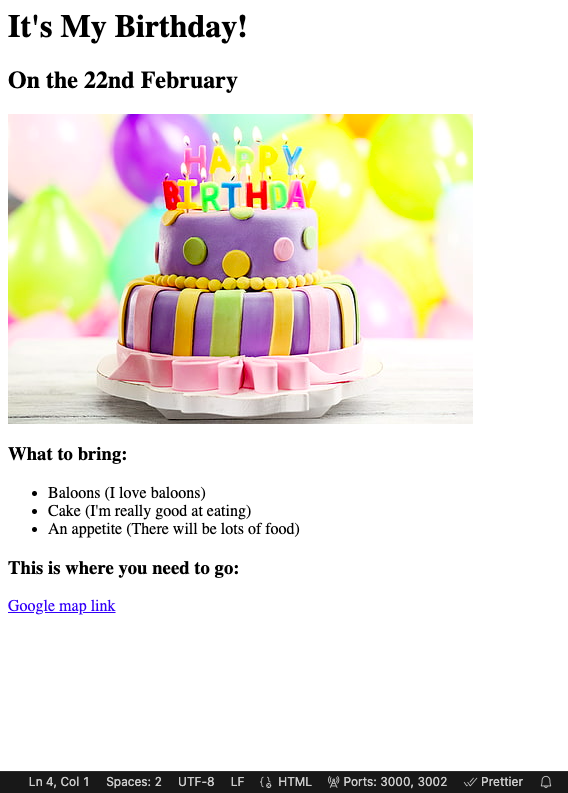 It's My Birthday!
On the 22nd February
HAPPY
BIRTHDAY
What to bring:
Baloons (I love baloons)
Cake (I'm really good at eating)
An appetite (There will be lots of food)
This is where you need to go:
Google map link
Ln 4, Col 1 Spaces: 2 UTF-8 LF HTML Ports: 3000, 3002 Prettier